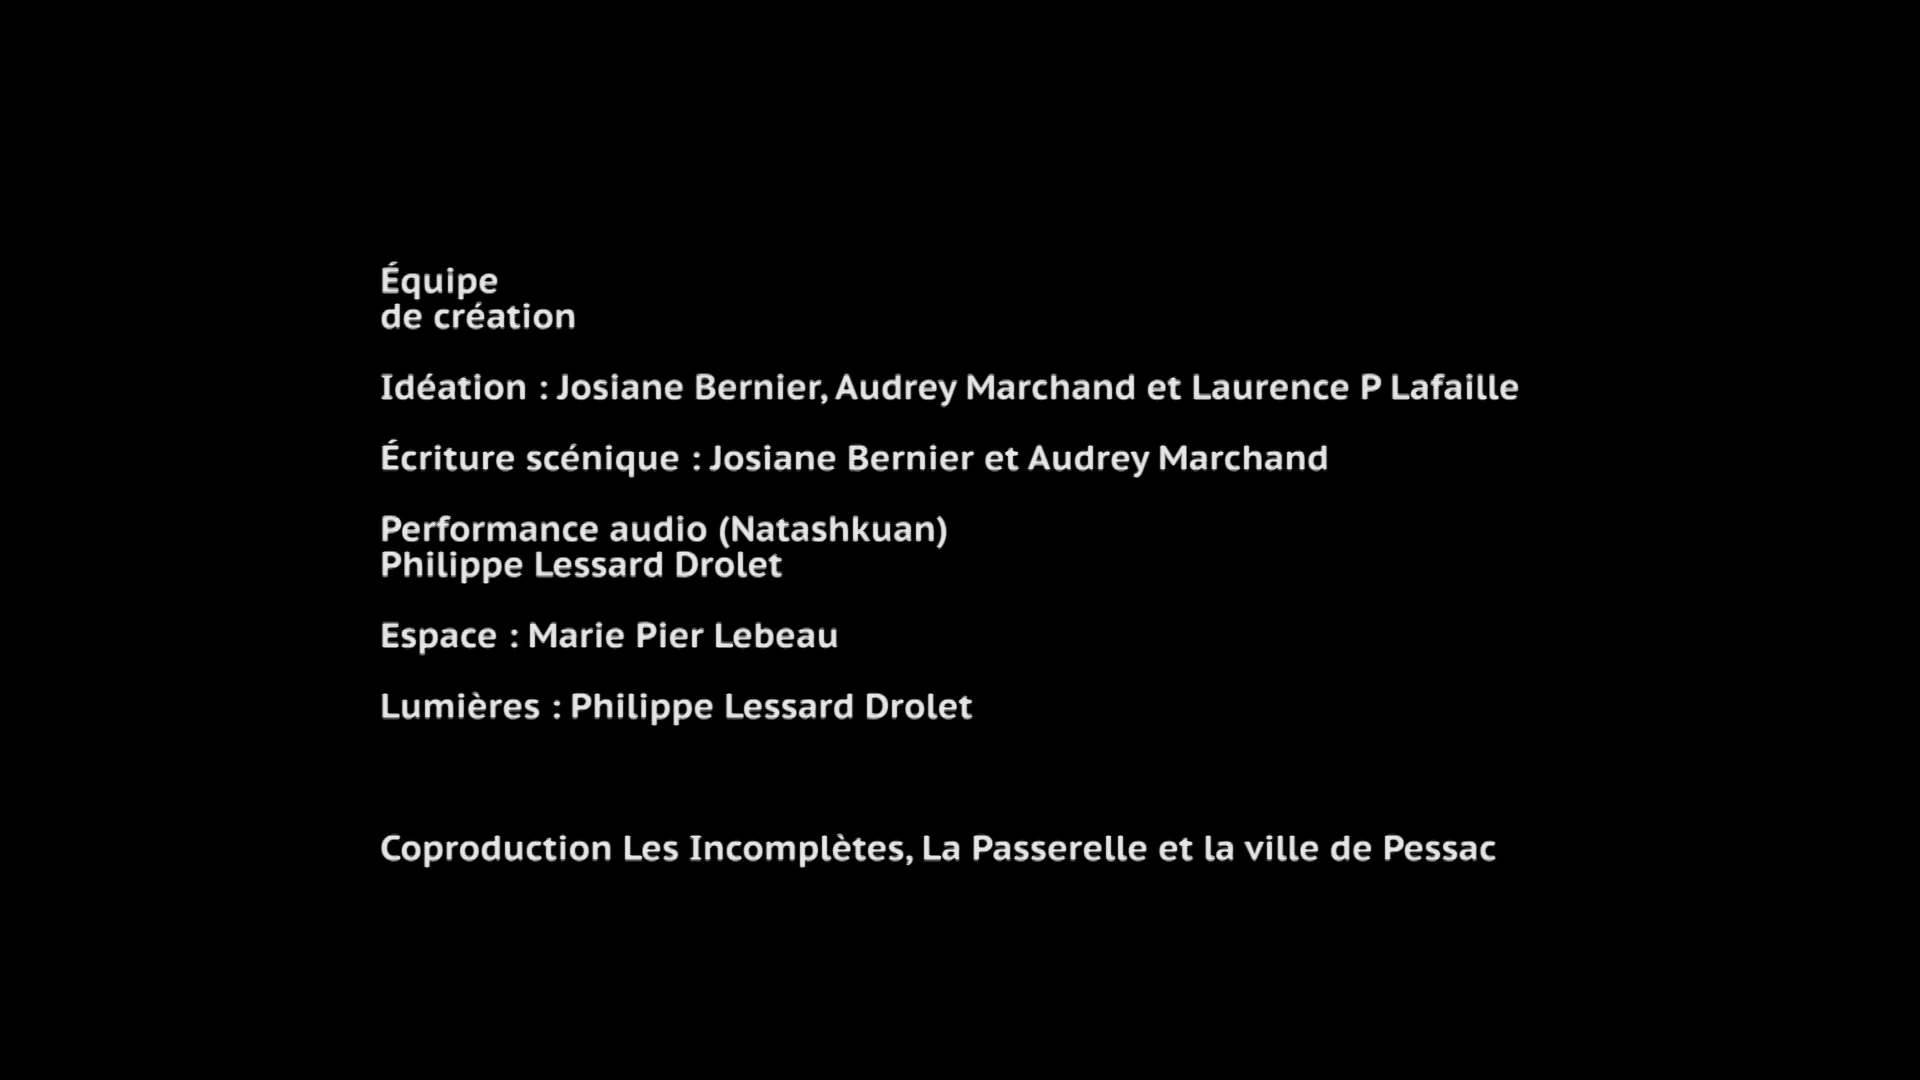 Équipe
de création
Idéation : Josiane Bernier, Audrey Marchand et Laurence P Lafaille
Écriture scénique : Josiane Bernier et Audrey Marchand
Performance audio (Natashkuan)
Philippe Lessard Drolet
Espace : Marie Pier Lebeau
Lumières : Philippe Lessard Drolet
Coproduction Les Incomplètes, La Passerelle et la ville de Pessac